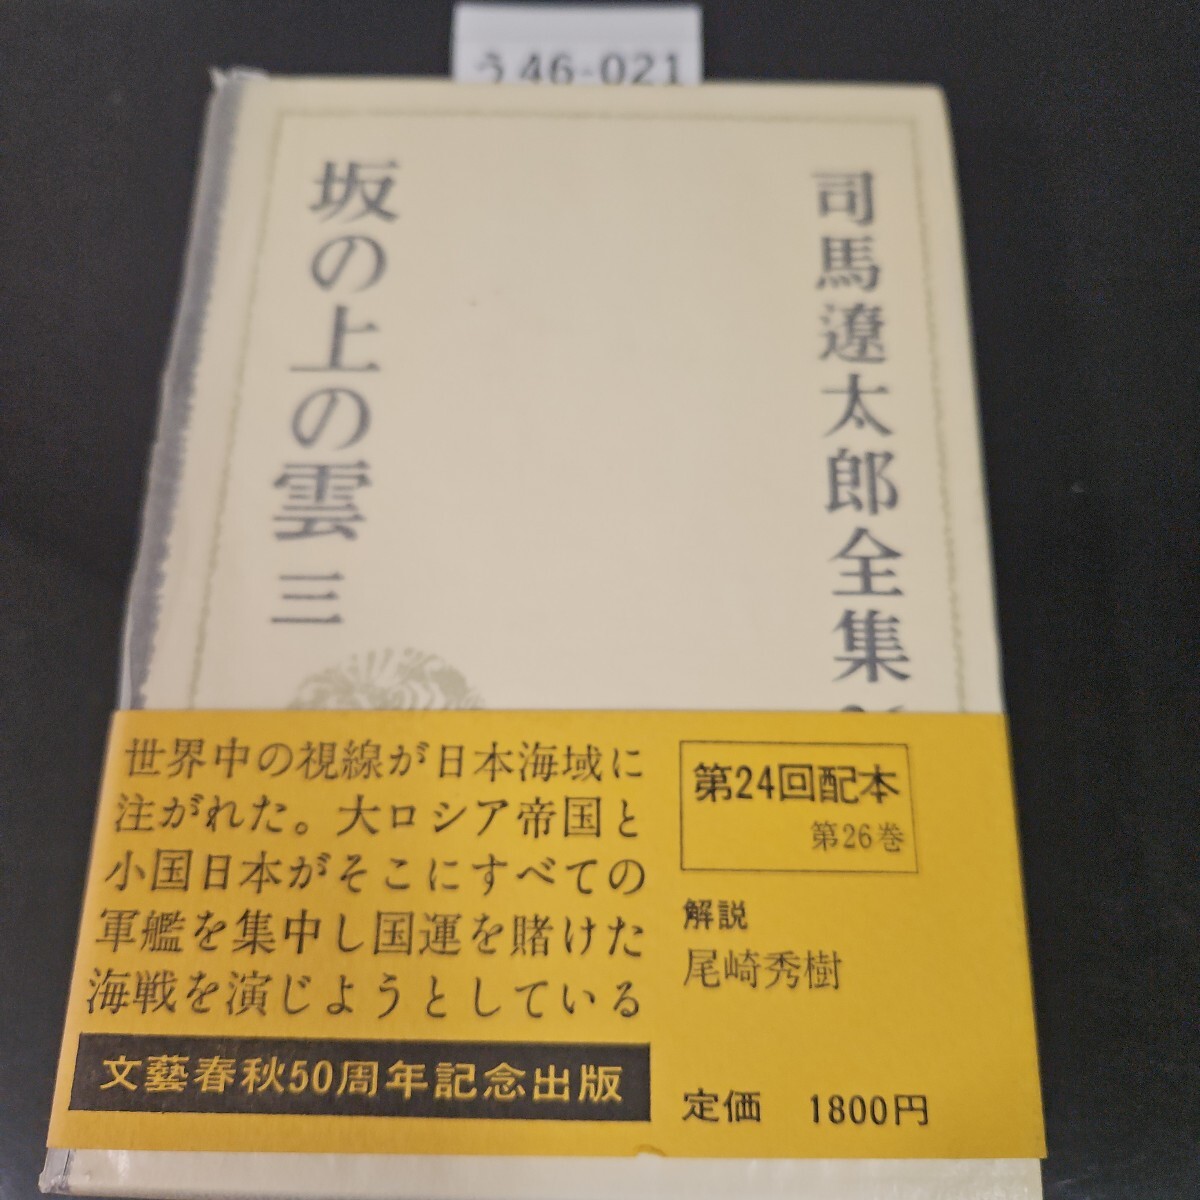 う46-021
司馬遼太郎全集 26
坂の上の雲 三
世界中の視線が日本海域に
注がれた。大ロシア帝国と
小国日本がそこにすべての
軍艦を集中し国運を賭けた
海戦を演じようとしている
文藝春秋50周年記念出版
第24回配本
第26巻
解説
尾崎秀樹
定価 1800円